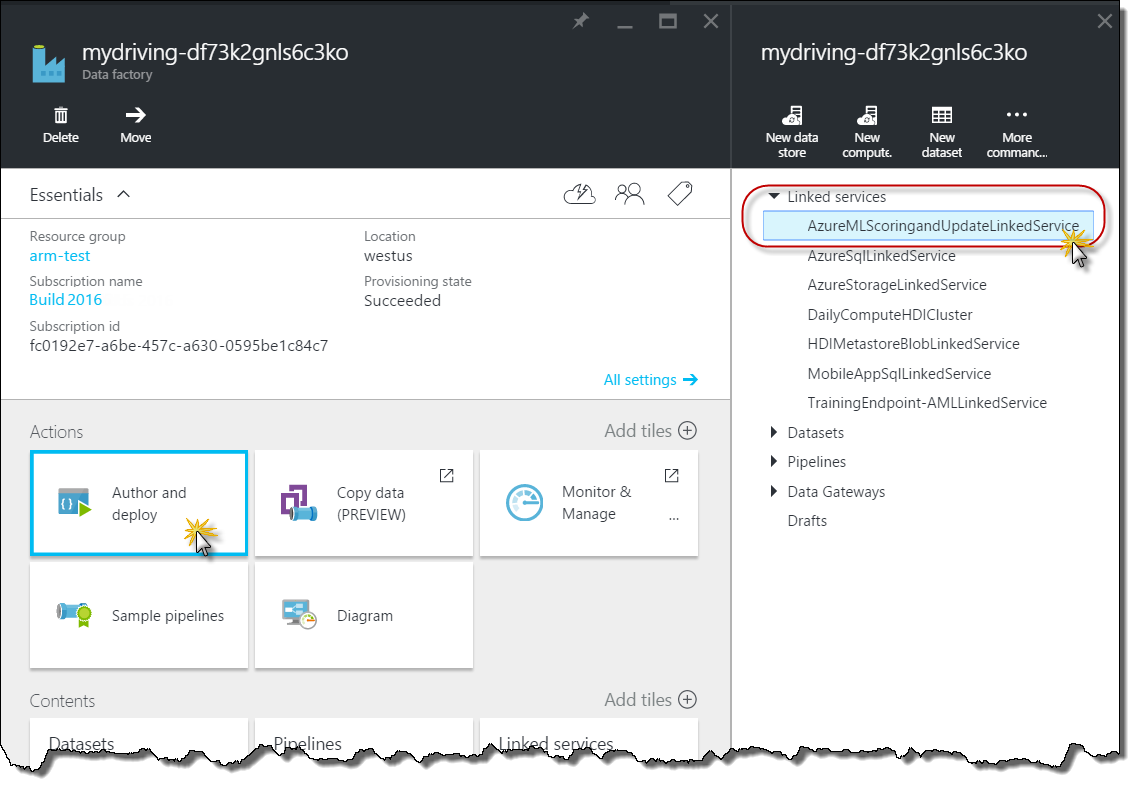 mydriving-df73k2gnls6c3ko
Data factory
Delete
Move
Essentials
Resource group
arm-test
Subscription name
Build 2016
Subscription id
fc0192e7-a6be-457c-a630-0595be1c84c7
Location
westus
Provisioning state
Succeeded
All settings
Actions
Add tiles
Author and
deploy
Copy data
(PREVIEW)
Monitor &
Manage
...
Sample pipelines
Diagram
Contents
Add tiles
Datasets
Pipelines
Linked services
mydriving-df73k2gnls6c3ko
New data
store
New
compute.
New
dataset
More
commanc...
Linked services
AzureMLScoringandUpdateLinkedService
AzureSqlLinkedService
AzureStorageLinkedService
DailyComputeHDICluster
HDIMetastoreBlobLinkedService
MobileAppSqlLinkedService
TrainingEndpoint-AMLLinkedService
Datasets
Pipelines
Data Gateways
Drafts